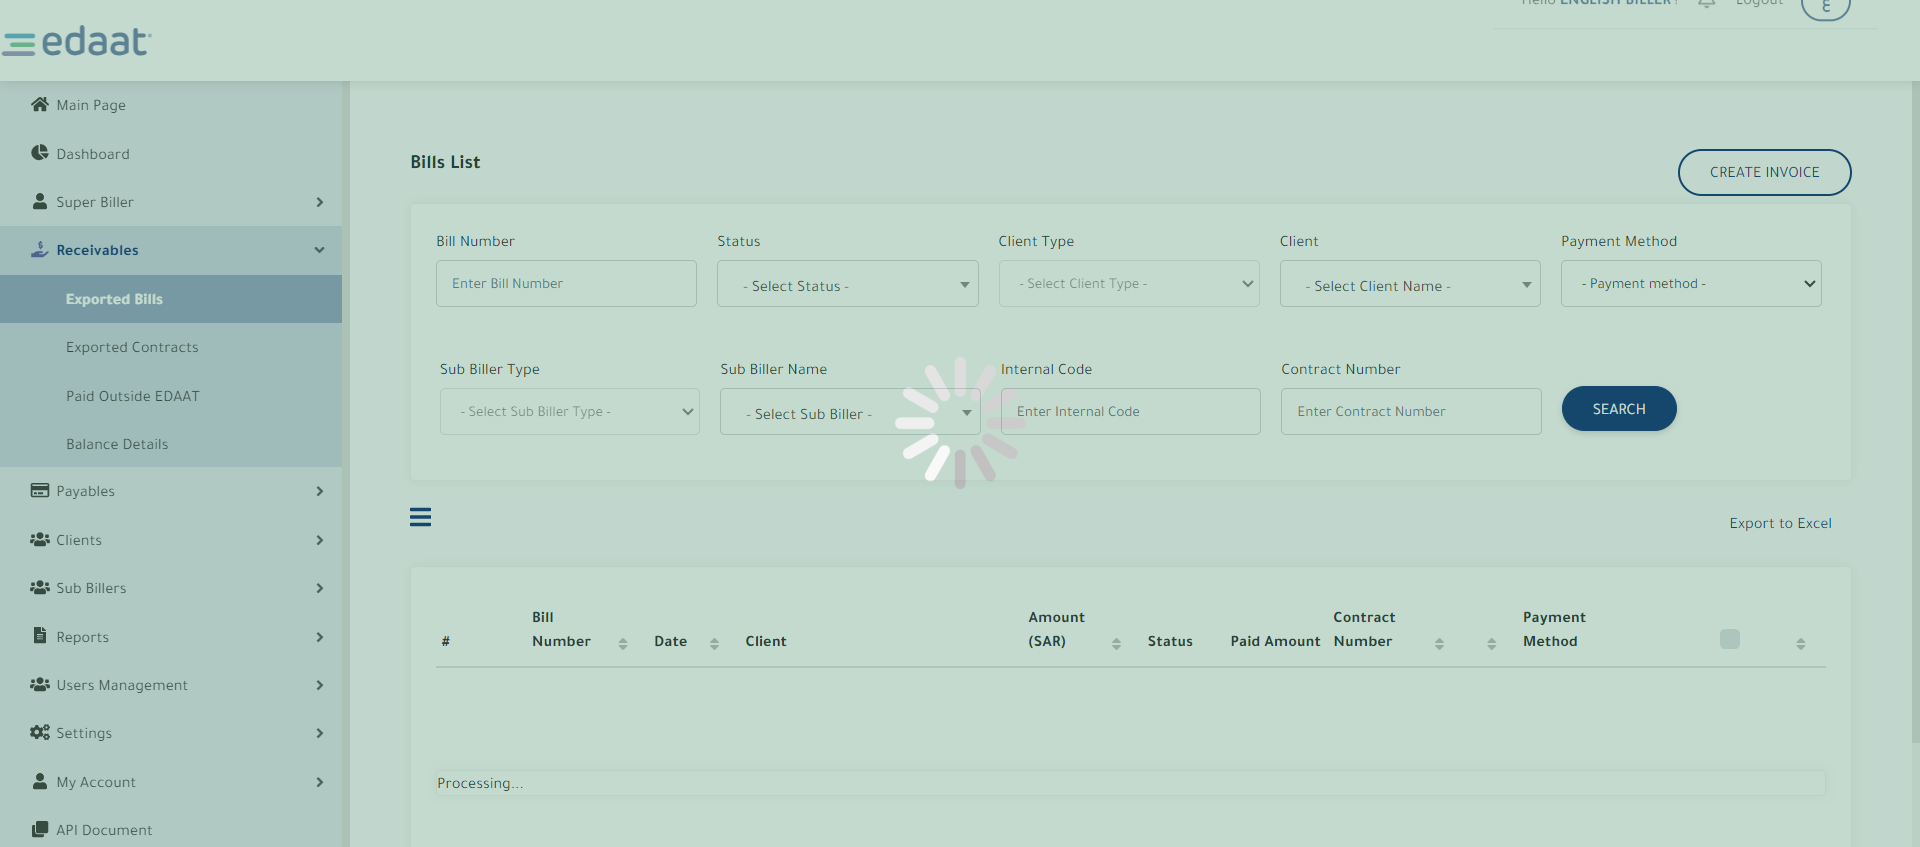 Hello ENGLISH BILLER! Logout ع
edaat
Main Page
Dashboard
Super Biller
Receivables
Exported Bills
Exported Contracts
Paid Outside EDAAT
Balance Details
Payables
Clients
Sub Billers
Reports
Users Management
Settings
My Account
API Document
Bills List
CREATE INVOICE
Bill Number Status Client Type Client Payment Method
Enter Bill Number - Select Status - - Select Client Type - - Select Client Name - - Payment method -
Sub Biller Type Sub Biller Name Internal Code Contract Number
- Select Sub Biller Type - - Select Sub Biller - Enter Internal Code Enter Contract Number SEARCH
Export to Excel
# Bill Number Date Client Amount (SAR) Status Paid Amount Contract Number Payment Method
Processing...